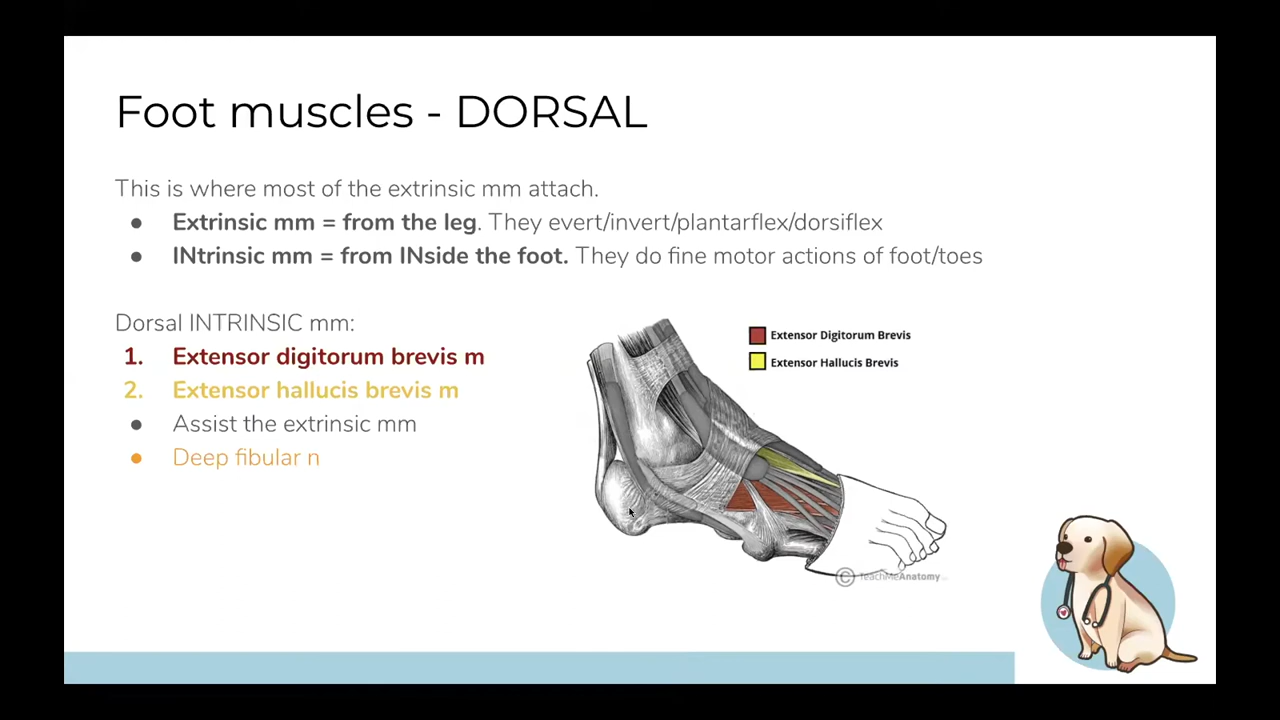 Foot muscles - DORSAL
This is where most of the extrinsic mm attach.
● Extrinsic mm = from the leg. They evert/invert/plantarflex/dorsiflex
● INtrinsic mm = from INside the foot. They do fine motor actions of foot/toes
Dorsal INTRINSIC mm:
1. Extensor digitorum brevis m
2. Extensor hallucis brevis m
● Assist the extrinsic mm
● Deep fibular n
Extensor Digitorum Brevis
Extensor Hallucis Brevis
© TeachMeAnatomy